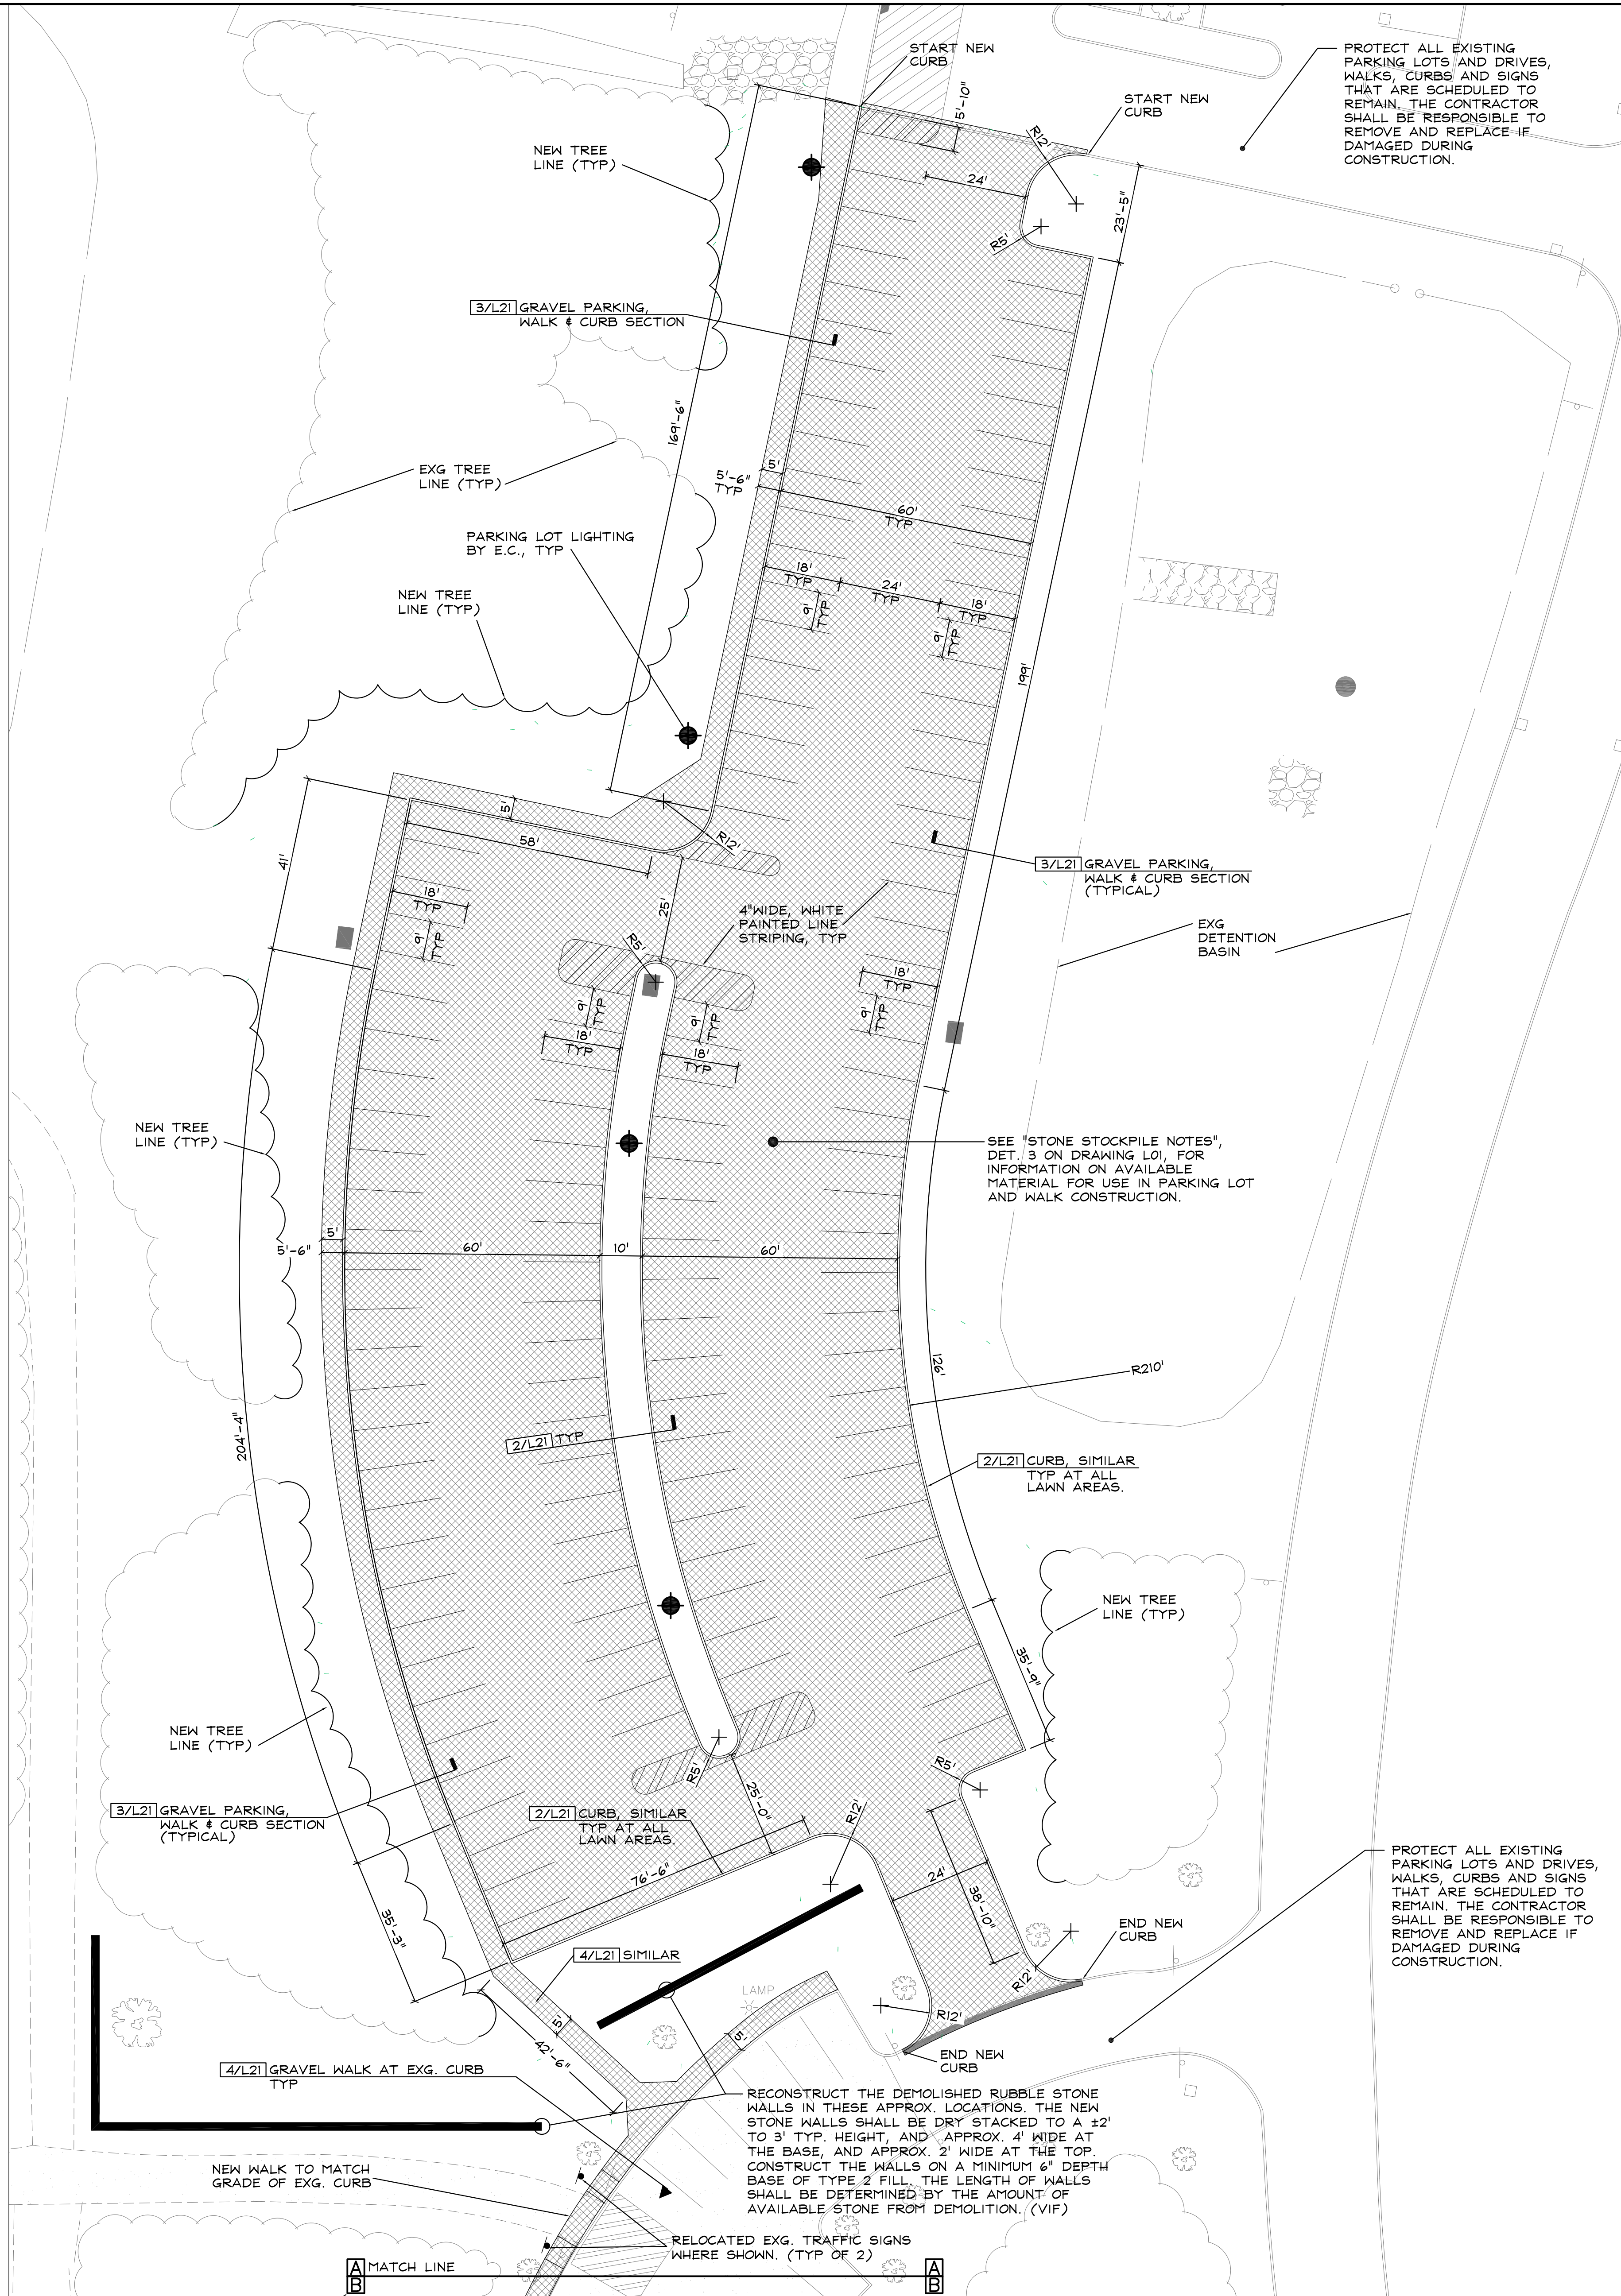 START NEW
CURB
PROTECT ALL EXISTING
PARKING LOTS AND DRIVES,
WALKS, CURBS AND SIGNS
THAT ARE SCHEDULED TO
REMAIN. THE CONTRACTOR
SHALL BE RESPONSIBLE TO
REMOVE AND REPLACE IF
DAMAGED DURING
CONSTRUCTION.
START NEW
CURB
5'-10"
R12'
NEW TREE
LINE (TYP)
24'
23'-5"
R5'
3/L21 GRAVEL PARKING,
WALK & CURB SECTION
169'-6"
EXG TREE
LINE (TYP)
5'
5'-6"
TYP
60'
TYP
PARKING LOT LIGHTING
BY E.C., TYP
18'
TYP
24'
TYP
18'
TYP
9'
TYP
9'
TYP
NEW TREE
LINE (TYP)
199'
5'
R12'
58'
41'
3/L21 GRAVEL PARKING,
WALK & CURB SECTION
(TYPICAL)
18'
TYP
9'
TYP
25'
4"WIDE, WHITE
PAINTED LINE
STRIPING, TYP
EXG
DETENTION
BASIN
R5'
18'
TYP
9'
TYP
9'
TYP
9'
TYP
18'
TYP
18'
TYP
NEW TREE
LINE (TYP)
SEE "STONE STOCKPILE NOTES",
DET. 3 ON DRAWING L01, FOR
INFORMATION ON AVAILABLE
MATERIAL FOR USE IN PARKING LOT
AND WALK CONSTRUCTION.
5'
5'-6"
60'
10'
60'
126'
R210'
204'-4"
2/L21 TYP
2/L21 CURB, SIMILAR
TYP AT ALL
LAWN AREAS.
NEW TREE
LINE (TYP)
35'-9"
NEW TREE
LINE (TYP)
R5'
R5'
25'-0"
3/L21 GRAVEL PARKING,
WALK & CURB SECTION
(TYPICAL)
2/L21 CURB, SIMILAR
TYP AT ALL
LAWN AREAS.
R12'
76'-6"
24'
38'-10"
PROTECT ALL EXISTING
PARKING LOTS AND DRIVES,
WALKS, CURBS AND SIGNS
THAT ARE SCHEDULED TO
REMAIN. THE CONTRACTOR
SHALL BE RESPONSIBLE TO
REMOVE AND REPLACE IF
DAMAGED DURING
CONSTRUCTION.
35'-3"
END NEW
CURB
4/L21 SIMILAR
R12'
LAMP
R12'
5'
5'
42'-6"
END NEW
CURB
4/L21 GRAVEL WALK AT EXG. CURB
TYP
RECONSTRUCT THE DEMOLISHED RUBBLE STONE
WALLS IN THESE APPROX. LOCATIONS. THE NEW
STONE WALLS SHALL BE DRY STACKED TO A ±2'
TO 3' TYP. HEIGHT, AND APPROX. 4' WIDE AT
THE BASE, AND APPROX. 2' WIDE AT THE TOP.
CONSTRUCT THE WALLS ON A MINIMUM 6" DEPTH
BASE OF TYPE 2 FILL. THE LENGTH OF WALLS
SHALL BE DETERMINED BY THE AMOUNT OF
AVAILABLE STONE FROM DEMOLITION. (VIF)
NEW WALK TO MATCH
GRADE OF EXG. CURB
RELOCATED EXG. TRAFFIC SIGNS
WHERE SHOWN. (TYP OF 2)
A MATCH LINE A
B B